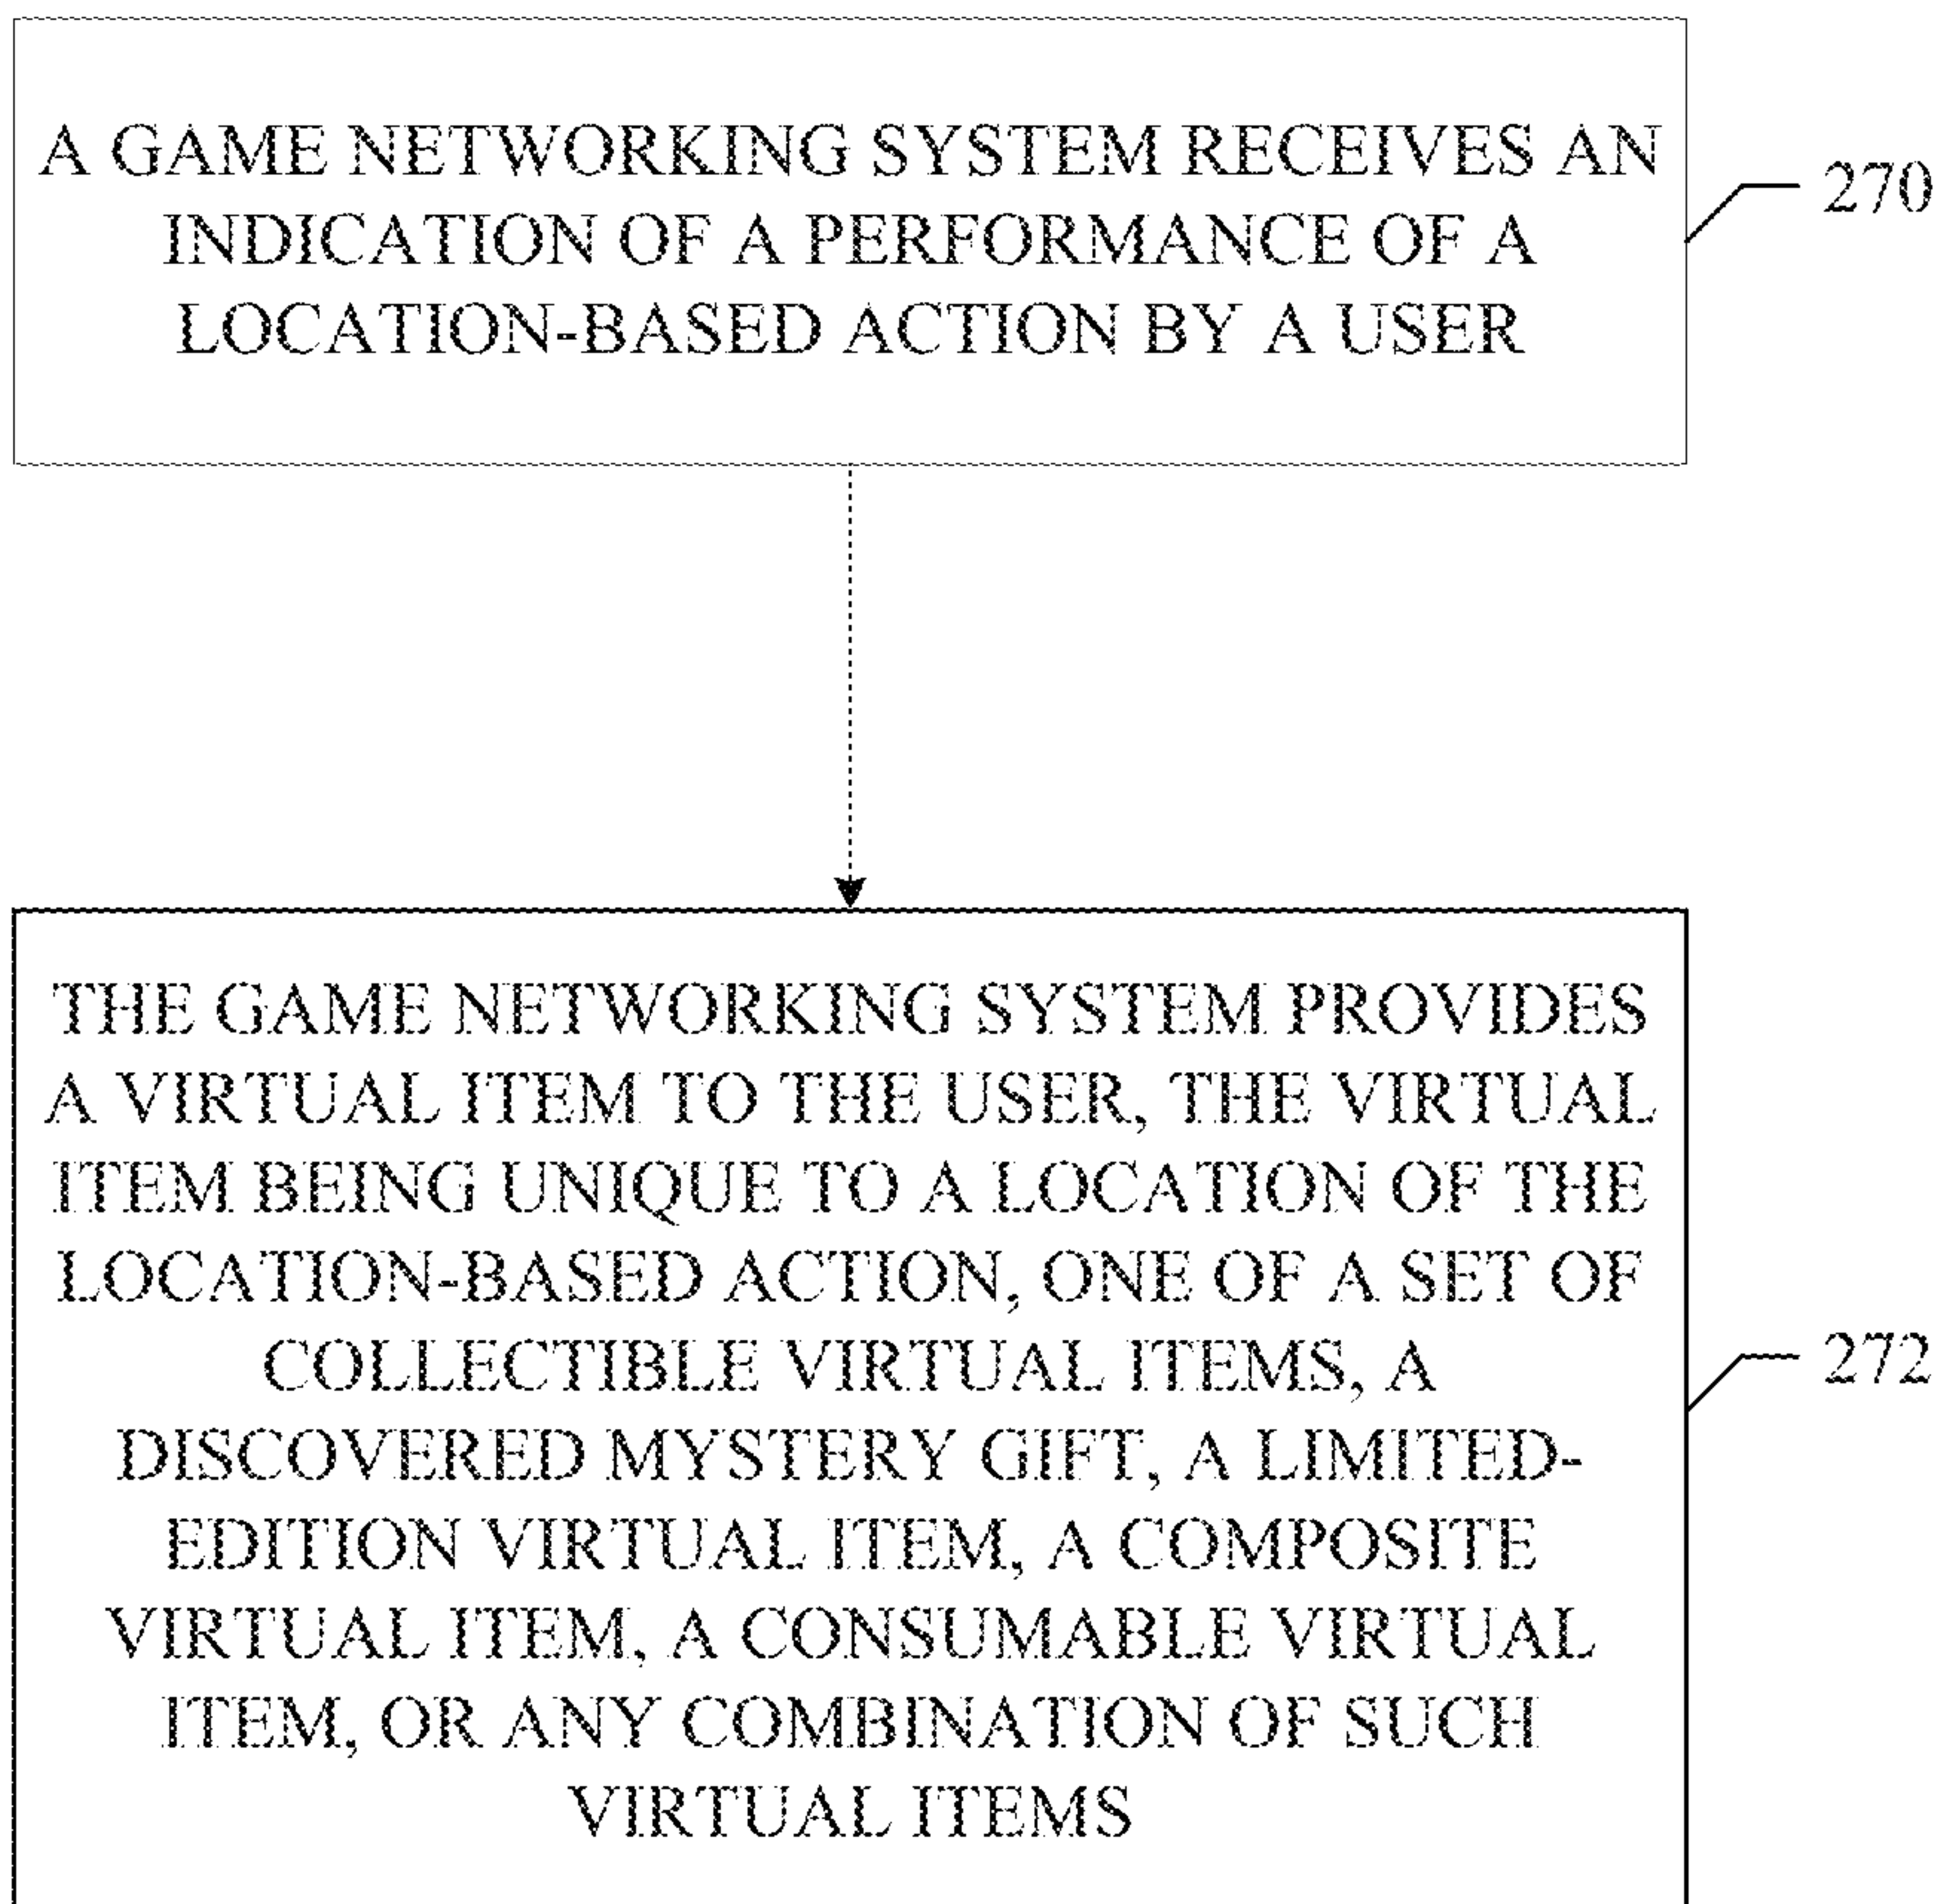 A GAME NETWORKING SYSTEM RECEIVES AN
INDICATION OF A PERFORMANCE OF A
LOCATION-BASED ACTION BY A USER
270
THE GAME NETWORKING SYSTEM PROVIDES
A VIRTUAL ITEM TO THE USER, THE VIRTUAL
ITEM BEING UNIQUE TO A LOCATION OF THE
LOCATION-BASED ACTION, ONE OF A SET OF
COLLECTIBLE VIRTUAL ITEMS, A
DISCOVERED MYSTERY GIFT, A LIMITED-
EDITION VIRTUAL ITEM, A COMPOSITE
VIRTUAL ITEM, A CONSUMABLE VIRTUAL
ITEM, OR ANY COMBINATION OF SUCH
VIRTUAL ITEMS
272